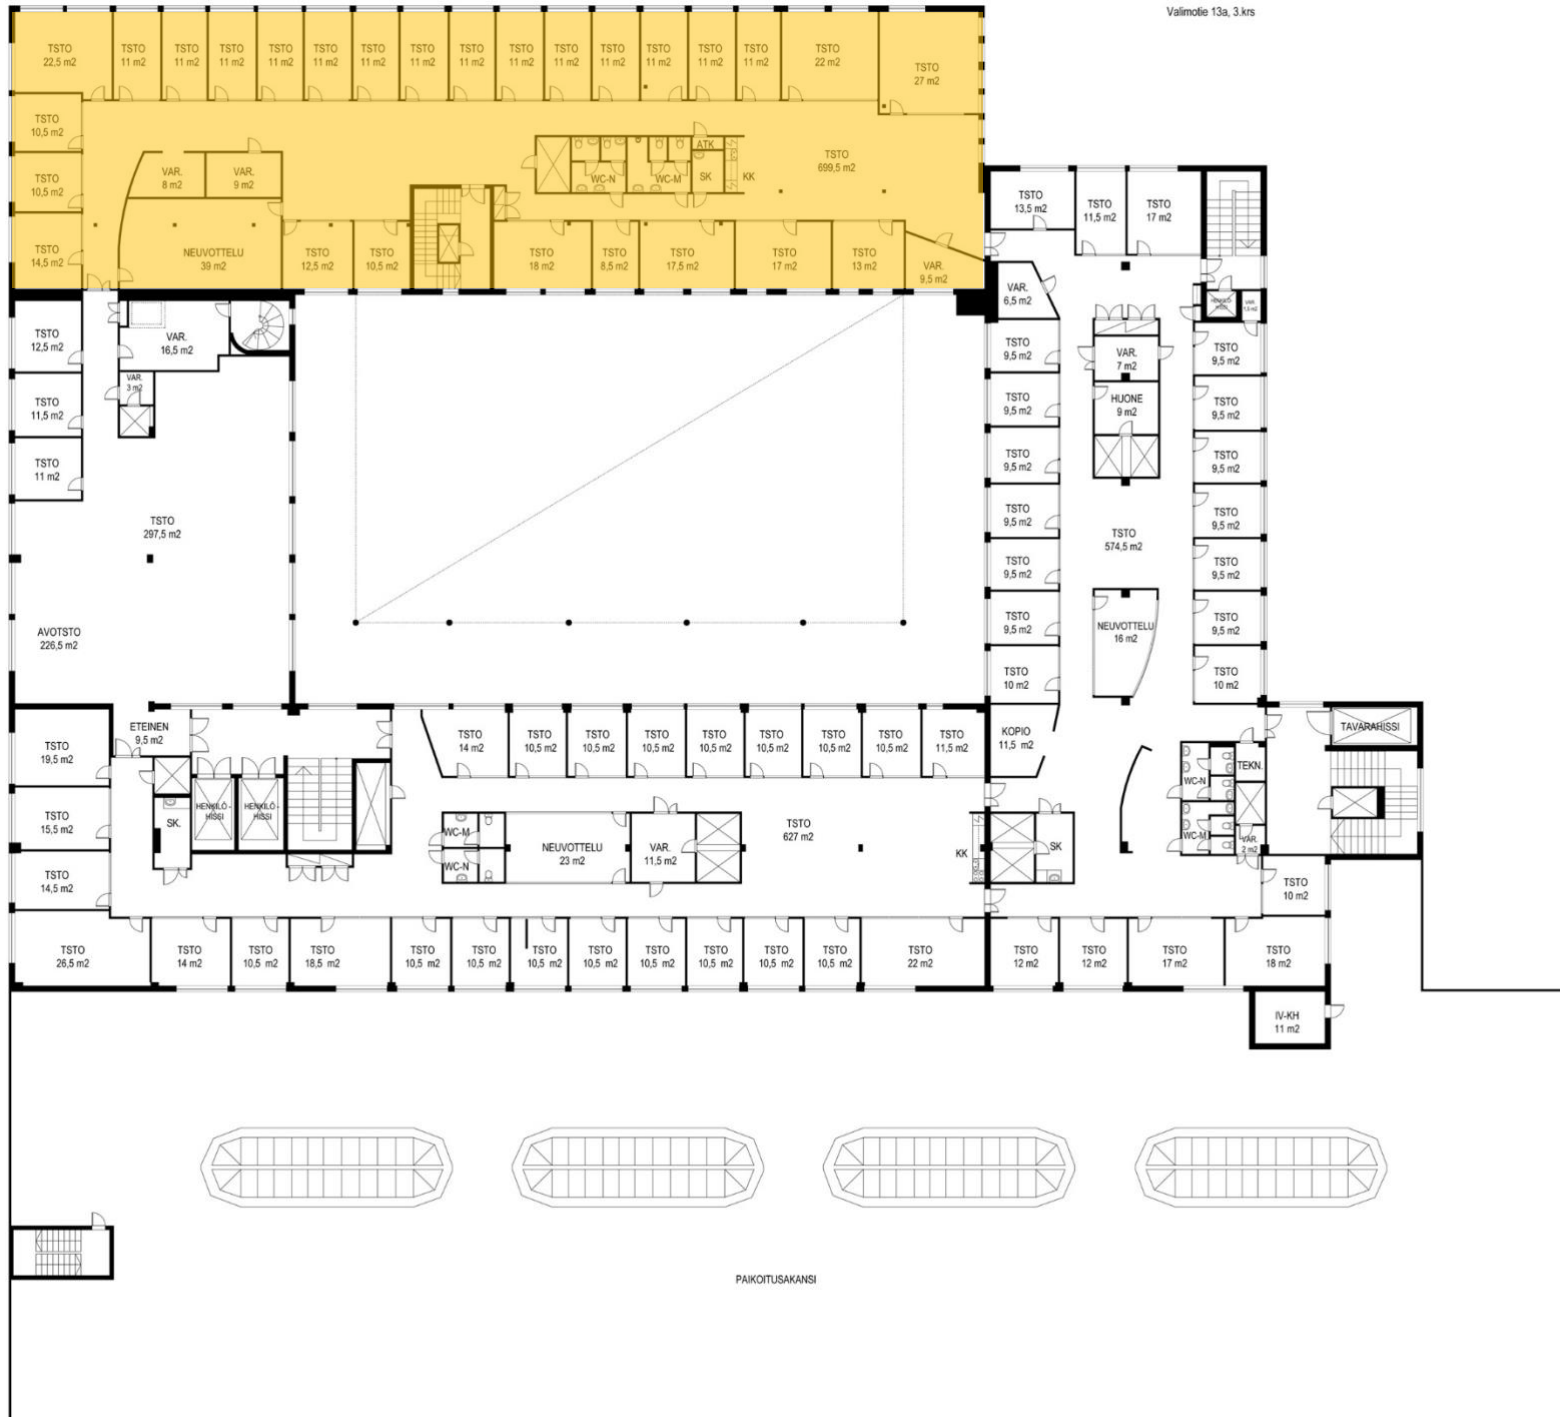 Valimotie 13a, 3.krs
TSTO
22,5 m2
TSTO
11 m2
TSTO
11 m2
TSTO
11 m2
TSTO
11 m2
TSTO
11 m2
TSTO
11 m2
TSTO
11 m2
TSTO
11 m2
TSTO
11 m2
TSTO
11 m2
TSTO
11 m2
TSTO
11 m2
TSTO
11 m2
TSTO
11 m2
TSTO
22 m2
TSTO
27 m2
TSTO
10,5 m2
TSTO
10,5 m2
TSTO
14,5 m2
VAR.
8 m2
VAR.
9 m2
NEUVOTTELU
39 m2
WC-N
WC-M
ATK
SK
KK
TSTO
699,5 m2
TSTO
12,5 m2
TSTO
10,5 m2
TSTO
18 m2
TSTO
8,5 m2
TSTO
17,5 m2
TSTO
17 m2
TSTO
13 m2
VAR.
9,5 m2
TSTO
13,5 m2
TSTO
11,5 m2
TSTO
17 m2
VAR.
6,5 m2
TSTO
12,5 m2
VAR.
16,5 m2
VAR.
3 m2
TSTO
11,5 m2
TSTO
11 m2
TSTO
297,5 m2
AVOTSTO
226,5 m2
TSTO
9,5 m2
VAR.
7 m2
TSTO
9,5 m2
TSTO
9,5 m2
HUONE
9 m2
TSTO
9,5 m2
TSTO
9,5 m2
TSTO
9,5 m2
TSTO
9,5 m2
TSTO
574,5 m2
TSTO
9,5 m2
TSTO
9,5 m2
TSTO
9,5 m2
TSTO
9,5 m2
NEUVOTTELU
16 m2
TSTO
9,5 m2
TSTO
10 m2
TSTO
10 m2
ETEINEN
9,5 m2
TSTO
19,5 m2
TSTO
15,5 m2
TSTO
14,5 m2
SK.
HENKILÖ-
HISSI
HENKILÖ-
HISSI
TSTO
14 m2
TSTO
10,5 m2
TSTO
10,5 m2
TSTO
10,5 m2
TSTO
10,5 m2
TSTO
10,5 m2
TSTO
10,5 m2
TSTO
10,5 m2
TSTO
11,5 m2
KOPIO
11,5 m2
WC-M
WC-N
NEUVOTTELU
23 m2
VAR.
11,5 m2
TSTO
627 m2
KK
SK
WC-N
WC-M
TEKN.
VAR.
2 m2
TAVARAHISSI
TSTO
10 m2
TSTO
26,5 m2
TSTO
14 m2
TSTO
10,5 m2
TSTO
18,5 m2
TSTO
10,5 m2
TSTO
10,5 m2
TSTO
10,5 m2
TSTO
10,5 m2
TSTO
10,5 m2
TSTO
10,5 m2
TSTO
10,5 m2
TSTO
10,5 m2
TSTO
22 m2
TSTO
12 m2
TSTO
12 m2
TSTO
17 m2
TSTO
18 m2
IV-KH
11 m2
PAIKOITUSAKANSI